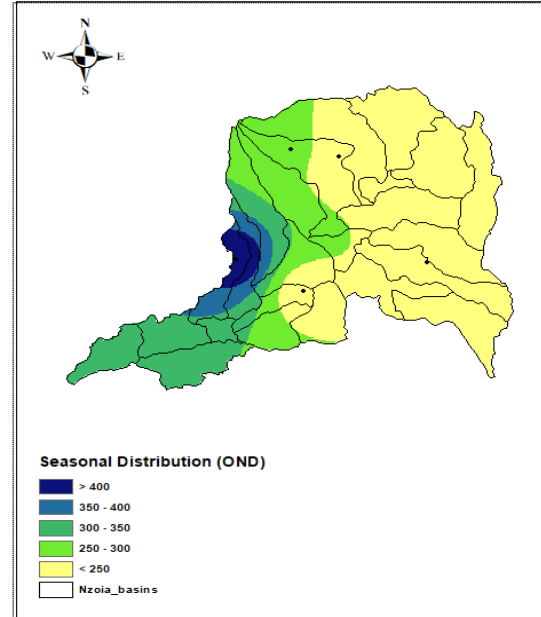 N
W E
S
Seasonal Distribution (OND)
> 400
350 - 400
300 - 350
250 - 300
< 250
Nzoia_basins